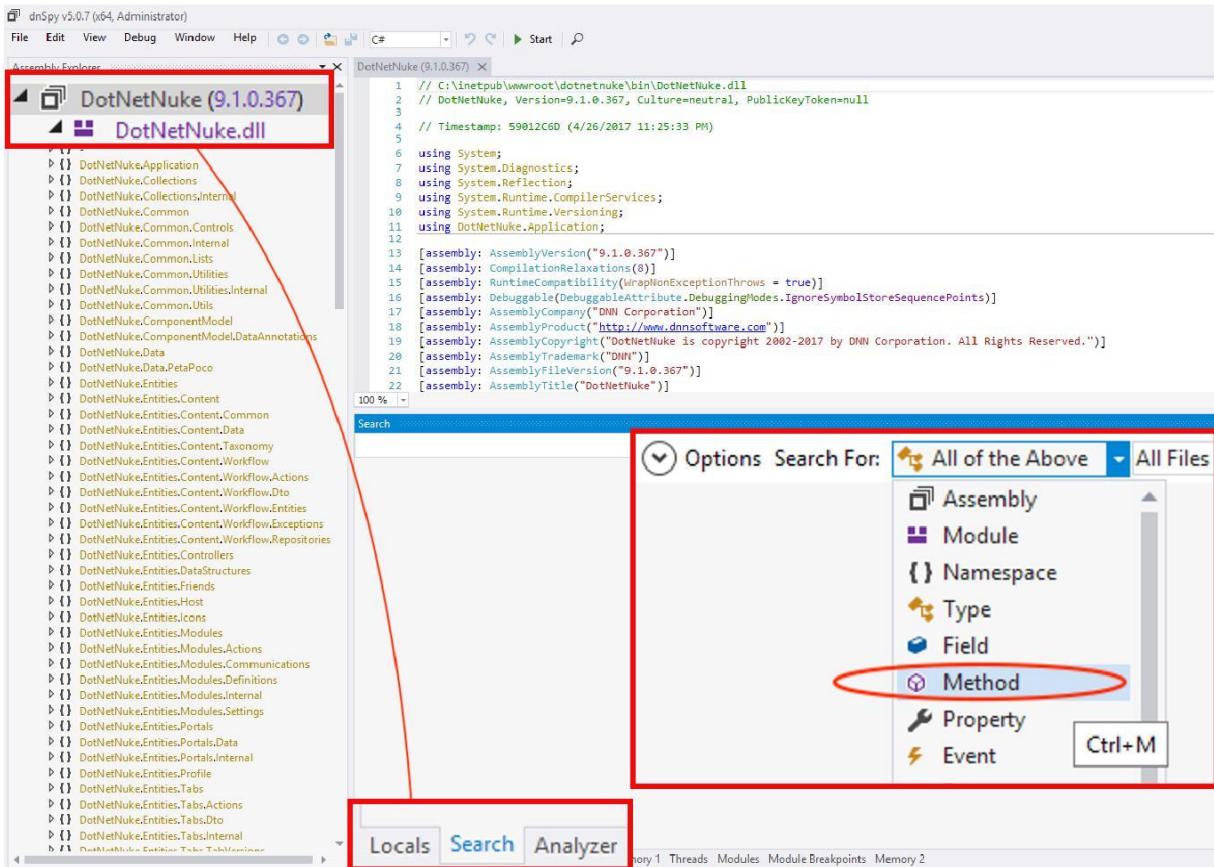 dnSpy v5.0.7 (x64, Administrator)
File Edit View Debug Window Help C# Start
Assembly Explorer
DotNetNuke (9.1.0.367)
DotNetNuke.dll
{ } -
{ } DotNetNuke.Application
{ } DotNetNuke.Collections
{ } DotNetNuke.Collections.Internal
{ } DotNetNuke.Common
{ } DotNetNuke.Common.Controls
{ } DotNetNuke.Common.Internal
{ } DotNetNuke.Common.Lists
{ } DotNetNuke.Common.Utilities
{ } DotNetNuke.Common.Utilities.Internal
{ } DotNetNuke.Common.Utils
{ } DotNetNuke.ComponentModel
{ } DotNetNuke.ComponentModel.DataAnnotations
{ } DotNetNuke.Data
{ } DotNetNuke.Data.PetaPoco
{ } DotNetNuke.Entities
{ } DotNetNuke.Entities.Content
{ } DotNetNuke.Entities.Content.Common
{ } DotNetNuke.Entities.Content.Data
{ } DotNetNuke.Entities.Content.Taxonomy
{ } DotNetNuke.Entities.Content.Workflow
{ } DotNetNuke.Entities.Content.Workflow.Actions
{ } DotNetNuke.Entities.Content.Workflow.Dto
{ } DotNetNuke.Entities.Content.Workflow.Entities
{ } DotNetNuke.Entities.Content.Workflow.Exceptions
{ } DotNetNuke.Entities.Content.Workflow.Repositories
{ } DotNetNuke.Entities.Controllers
{ } DotNetNuke.Entities.DataStructures
{ } DotNetNuke.Entities.Friends
{ } DotNetNuke.Entities.Host
{ } DotNetNuke.Entities.Icons
{ } DotNetNuke.Entities.Modules
{ } DotNetNuke.Entities.Modules.Actions
{ } DotNetNuke.Entities.Modules.Communications
{ } DotNetNuke.Entities.Modules.Definitions
{ } DotNetNuke.Entities.Modules.Internal
{ } DotNetNuke.Entities.Modules.Settings
{ } DotNetNuke.Entities.Portals
{ } DotNetNuke.Entities.Portals.Data
{ } DotNetNuke.Entities.Portals.Internal
{ } DotNetNuke.Entities.Profile
{ } DotNetNuke.Entities.Tabs
{ } DotNetNuke.Entities.Tabs.Actions
{ } DotNetNuke.Entities.Tabs.Dto
{ } DotNetNuke.Entities.Tabs.Internal
{ } DotNetNuke.Entities.Tabs.TabVersions
DotNetNuke (9.1.0.367)
1 // C:\inetpub\wwwroot\dotnetnuke\bin\DotNetNuke.dll
2 // DotNetNuke, Version=9.1.0.367, Culture=neutral, PublicKeyToken=null
3
4 // Timestamp: 59012C6D (4/26/2017 11:25:33 PM)
5
6 using System;
7 using System.Diagnostics;
8 using System.Reflection;
9 using System.Runtime.CompilerServices;
10 using System.Runtime.Versioning;
11 using DotNetNuke.Application;
12
13 [assembly: AssemblyVersion("9.1.0.367")]
14 [assembly: CompilationRelaxations(8)]
15 [assembly: RuntimeCompatibility(WrapNonExceptionThrows = true)]
16 [assembly: Debuggable(DebuggableAttribute.DebuggingModes.IgnoreSymbolStoreSequencePoints)]
17 [assembly: AssemblyCompany("DNN Corporation")]
18 [assembly: AssemblyProduct("http://www.dnnsoftware.com")]
19 [assembly: AssemblyCopyright("DotNetNuke is copyright 2002-2017 by DNN Corporation. All Rights Reserved.")]
20 [assembly: AssemblyTrademark("DNN")]
21 [assembly: AssemblyFileVersion("9.1.0.367")]
22 [assembly: AssemblyTitle("DotNetNuke")]
100 %
Search
Options Search For: All of the Above All Files
Assembly
Module
{ } Namespace
Type
Field
Method
Property
Event
Ctrl+M
Locals Search Analyzer
Threads Modules Module Breakpoints Memory 2